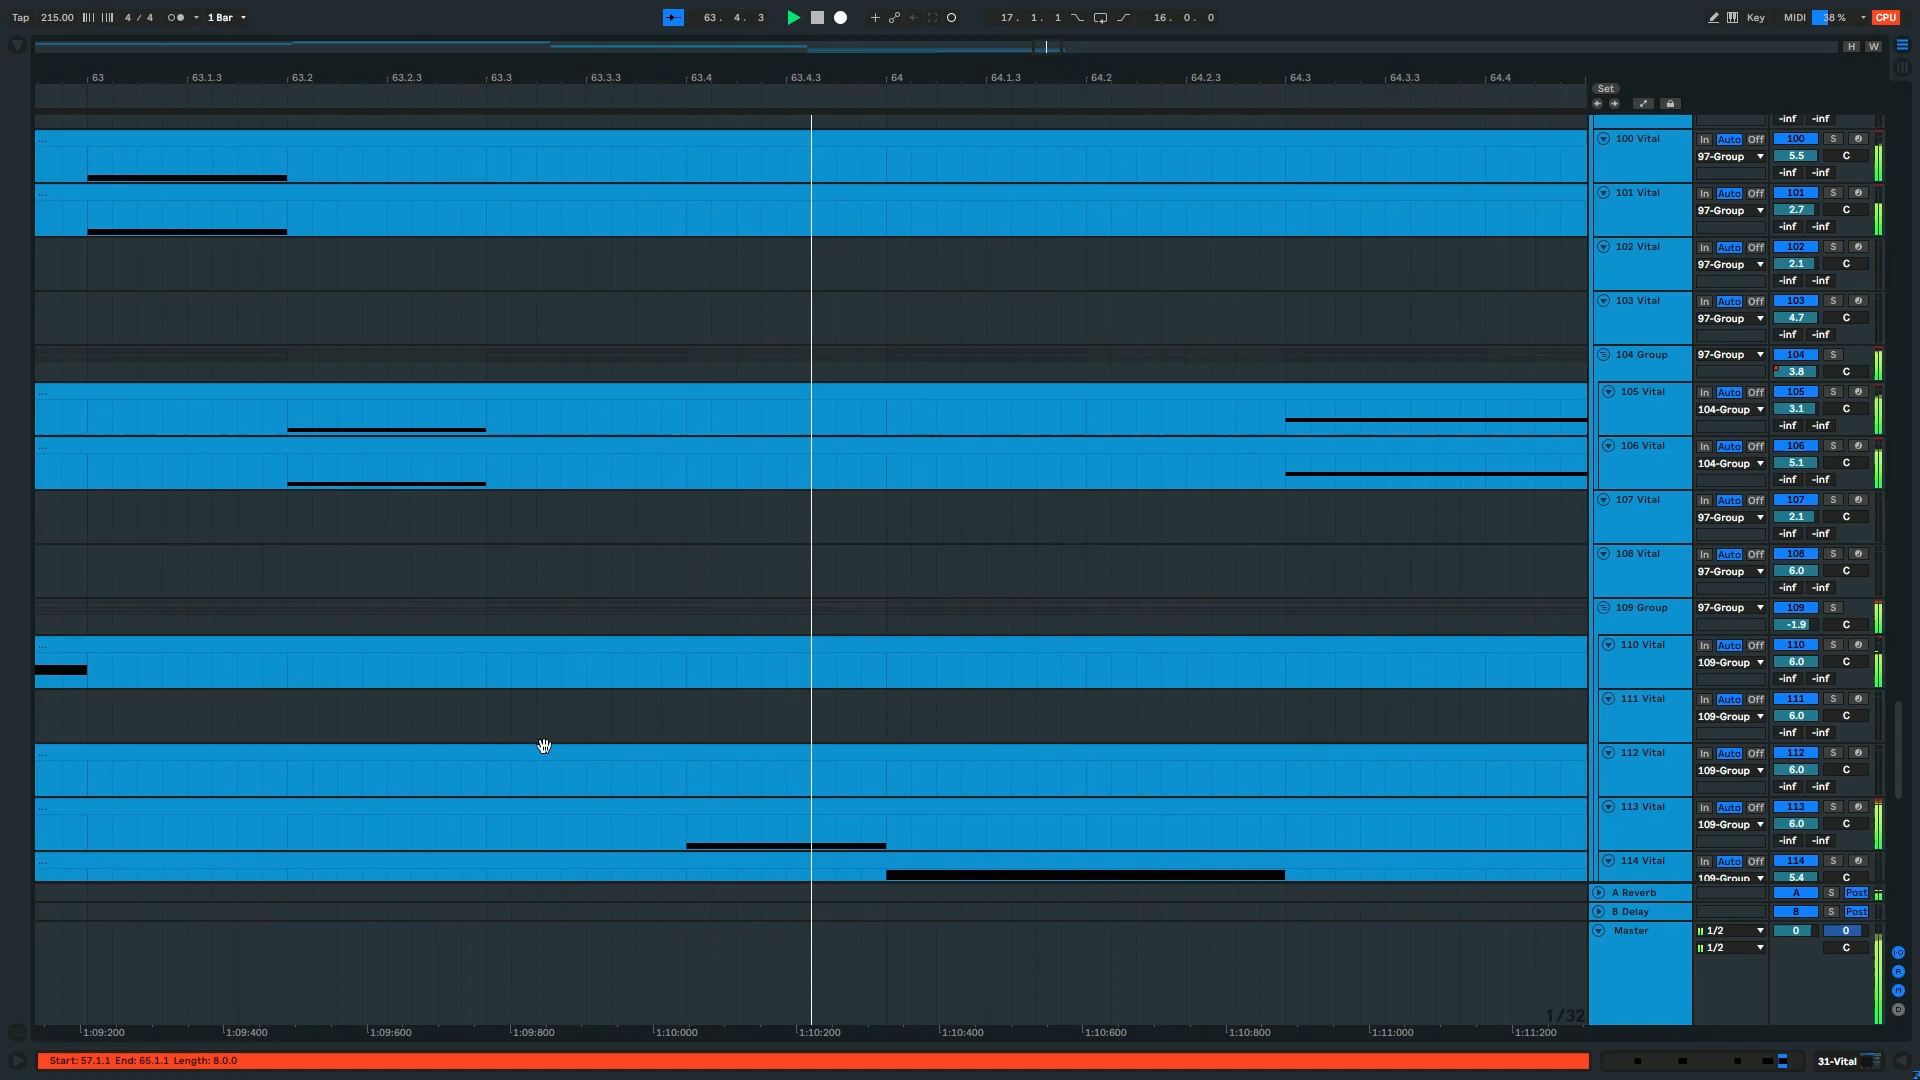 Tap 215.00 4 / 4 1 Bar 63. 4. 3 17. 1. 1 16. 0. 0 Key MIDI 38 % CPU
H W
63 63.1.3 63.2 63.2.3 63.3 63.3.3 63.4 63.4.3 64 64.1.3 64.2 64.2.3 64.3 64.3.3 64.4
Set
-inf -inf
100 Vital In Auto Off 100 S
97-Group 5.5 C
-inf -inf
101 Vital In Auto Off 101 S
97-Group 2.7 C
-inf -inf
102 Vital In Auto Off 102 S
97-Group 2.1 C
-inf -inf
103 Vital In Auto Off 103 S
97-Group 4.7 C
-inf -inf
104 Group 97-Group 104 S
3.8 C
105 Vital In Auto Off 105 S
104-Group 3.1 C
-inf -inf
106 Vital In Auto Off 106 S
104-Group 5.1 C
-inf -inf
107 Vital In Auto Off 107 S
97-Group 2.1 C
-inf -inf
108 Vital In Auto Off 108 S
97-Group 6.0 C
-inf -inf
109 Group 97-Group 109 S
-1.9 C
110 Vital In Auto Off 110 S
109-Group 6.0 C
-inf -inf
111 Vital In Auto Off 111 S
109-Group 6.0 C
-inf -inf
112 Vital In Auto Off 112 S
109-Group 6.0 C
-inf -inf
113 Vital In Auto Off 113 S
109-Group 6.0 C
-inf -inf
114 Vital In Auto Off 114 S
109-Group 5.4 C
A Reverb A S Post
B Delay B S Post
Master 1/2 0 0
1/2 C
1/32
1:09:200 1:09:400 1:09:600 1:09:800 1:10:000 1:10:200 1:10:400 1:10:600 1:10:800 1:11:000 1:11:200
Start: 57.1.1 End: 65.1.1 Length: 8.0.0 31-Vital